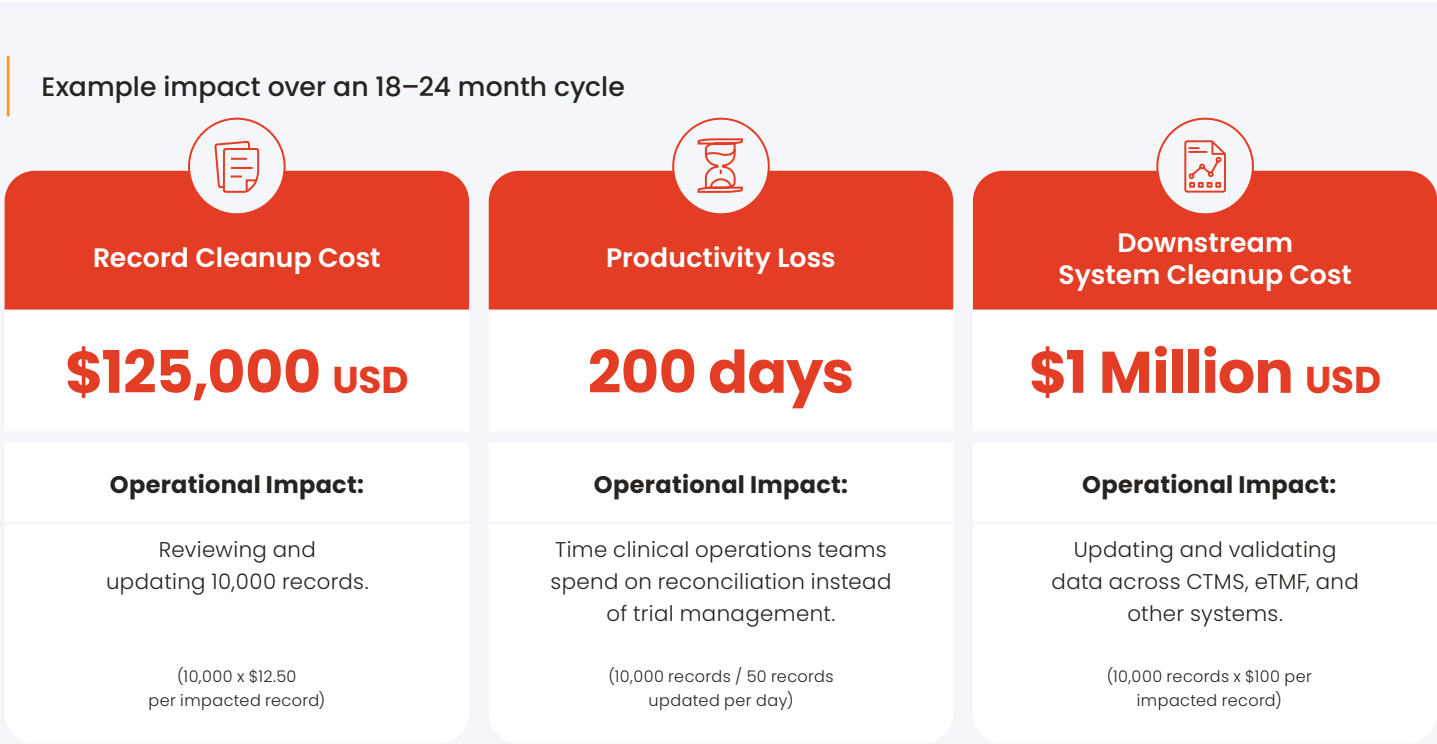 Example impact over an 18–24 month cycle
Record Cleanup Cost
$125,000 USD
Operational Impact:
Reviewing and
updating 10,000 records.
(10,000 x $12.50
per impacted record)
Productivity Loss
200 days
Operational Impact:
Time clinical operations teams
spend on reconciliation instead
of trial management.
(10,000 records / 50 records
updated per day)
Downstream
System Cleanup Cost
$1 Million USD
Operational Impact:
Updating and validating
data across CTMS, eTMF, and
other systems.
(10,000 records x $100 per
impacted record)